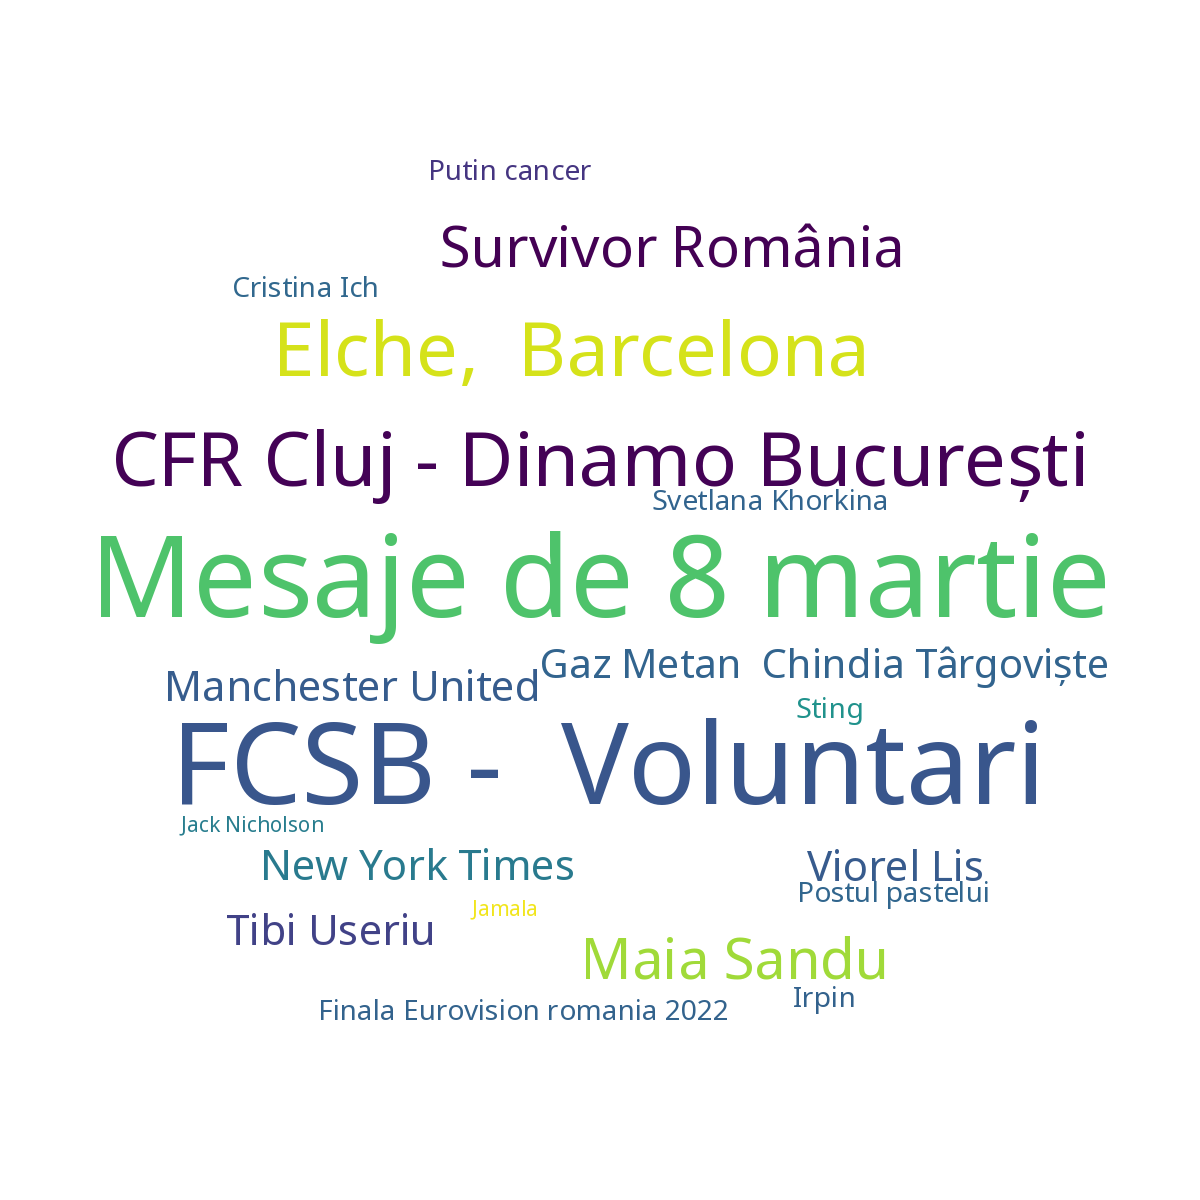 Putin cancer
Survivor România
Cristina Ich
Elche, Barcelona
CFR Cluj - Dinamo București
Svetlana Khorkina
Mesaje de 8 martie
Gaz Metan Chindia Târgoviște
Manchester United
Sting
FCSB - Voluntari
Jack Nicholson
New York Times
Viorel Lis
Postul pastelui
Jamala
Tibi Useriu
Maia Sandu
Irpin
Finala Eurovision romania 2022